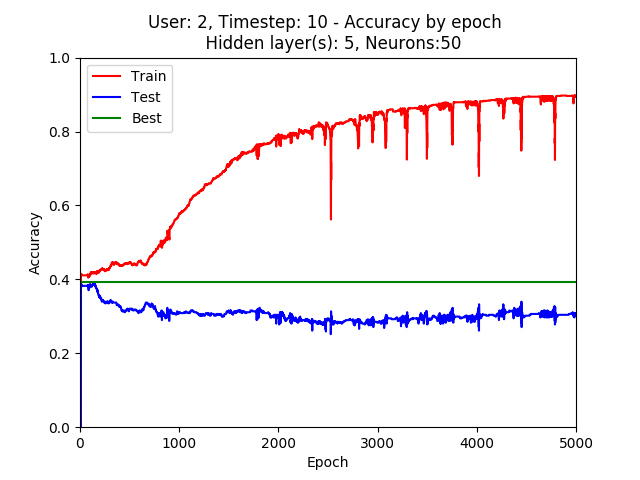 User: 2, Timestep: 10 - Accuracy by epoch
Hidden layer(s): 5, Neurons:50
1.0
0.8
0.6
0.4
0.2
0.0
Accuracy
Train
Test
Best
0 1000 2000 3000 4000 5000
Epoch